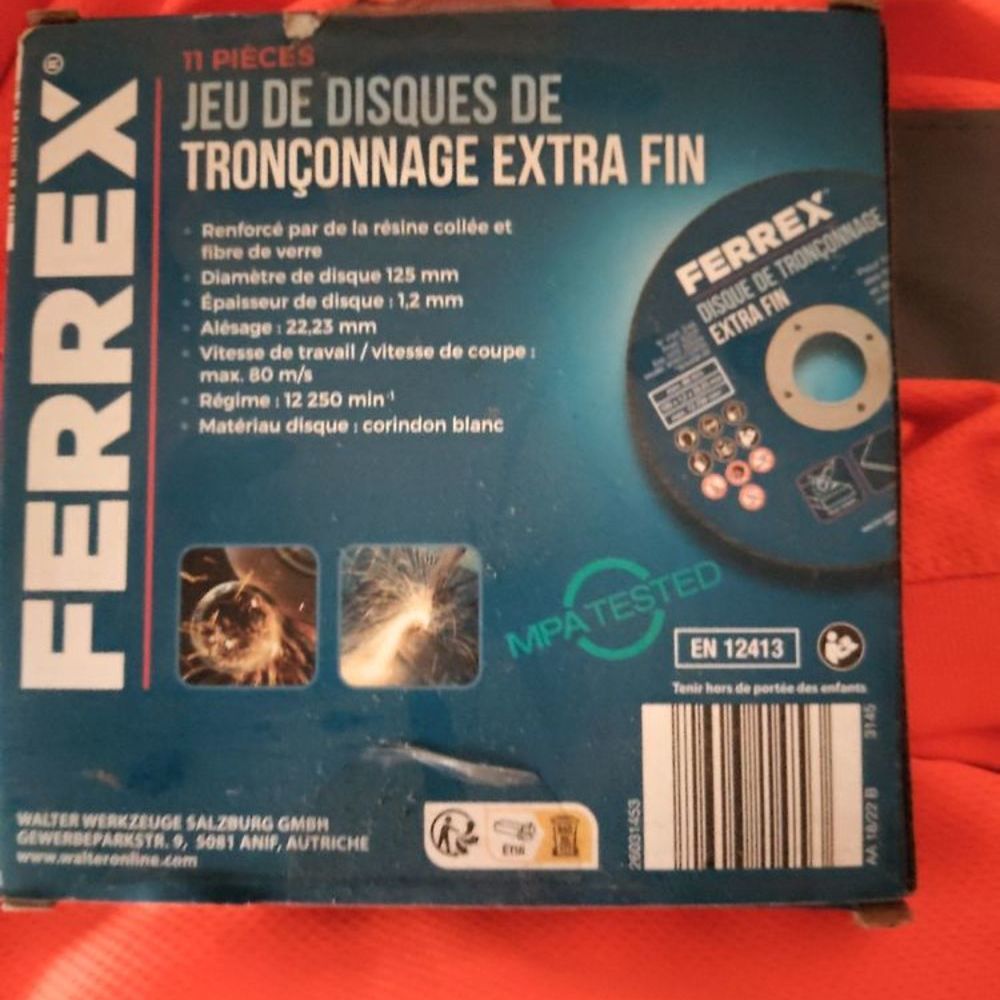 FERREX®
11 PIÈCES
JEU DE DISQUES DE
TRONÇONNAGE EXTRA FIN
Renforcé par de la résine collée et
fibre de verre
Diamètre de disque 125 mm
Épaisseur de disque : 1,2 mm
Alésage : 22,23 mm
Vitesse de travail / vitesse de coupe :
max. 80 m/s
Régime : 12 250 min⁻¹
Matériau disque : corindon blanc
FERREX
DISQUE DE TRONÇONNAGE
EXTRA FIN
MPA TESTED
EN 12413
Tenir hors de portée des enfants
26031453
AA 18/22 B
3145
WALTER WERKZEUGE SALZBURG GMBH
GEWERBEPARKSTR. 9, 5081 ANIF, AUTRICHE
www.walteronline.com
ÉTUI